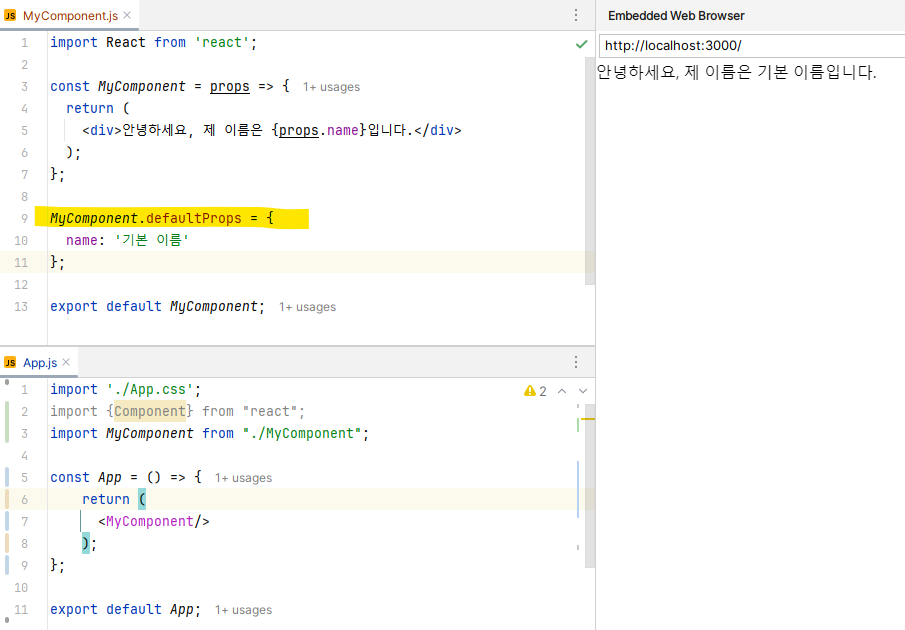 MyComponent.js
1 import React from 'react';
2
3 const MyComponent = props => { 1+ usages
4 return (
5 <div>안녕하세요, 제 이름은 {props.name}입니다.</div>
6 );
7 };
8
9 MyComponent.defaultProps = {
10 name: '기본 이름'
11 };
12
13 export default MyComponent; 1+ usages
App.js
1 import './App.css';
2 import {Component} from "react";
3 import MyComponent from "./MyComponent";
4
5 const App = () => { 1+ usages
6 return (
7 <MyComponent/>
8 );
9 };
10
11 export default App; 1+ usages
2
Embedded Web Browser
http://localhost:3000/
안녕하세요, 제 이름은 기본 이름입니다.